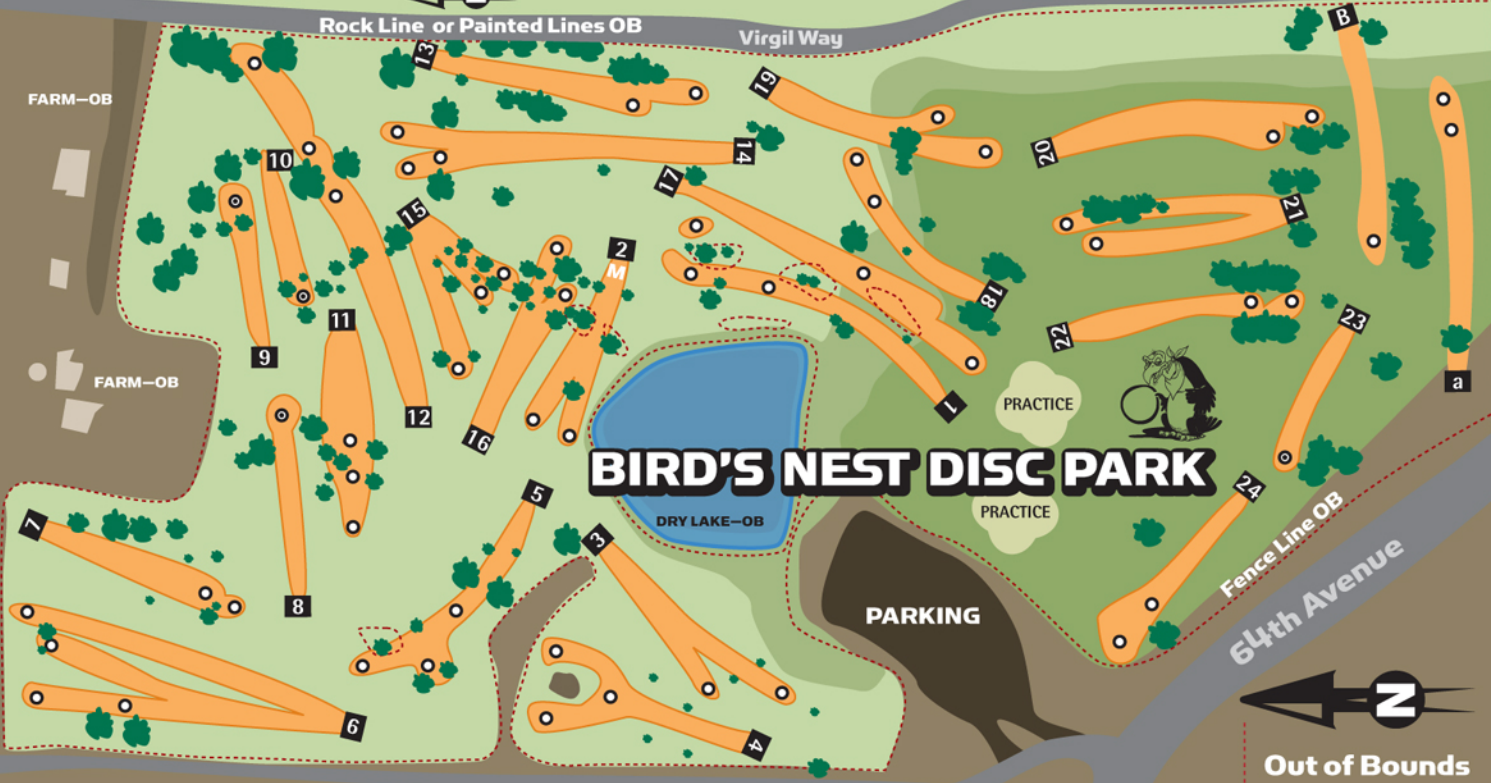 Rock Line or Painted Lines OB
Virgil Way
B
13
19
FARM—OB
14
20
10
17
15
21
2
M
18
11
22
23
9
FARM—OB
a
12
1
PRACTICE
16
BIRD'S NEST DISC PARK
5
24
PRACTICE
DRY LAKE—OB
7
3
Fence Line OB
8
PARKING
64th Avenue
6
4
N
Out of Bounds